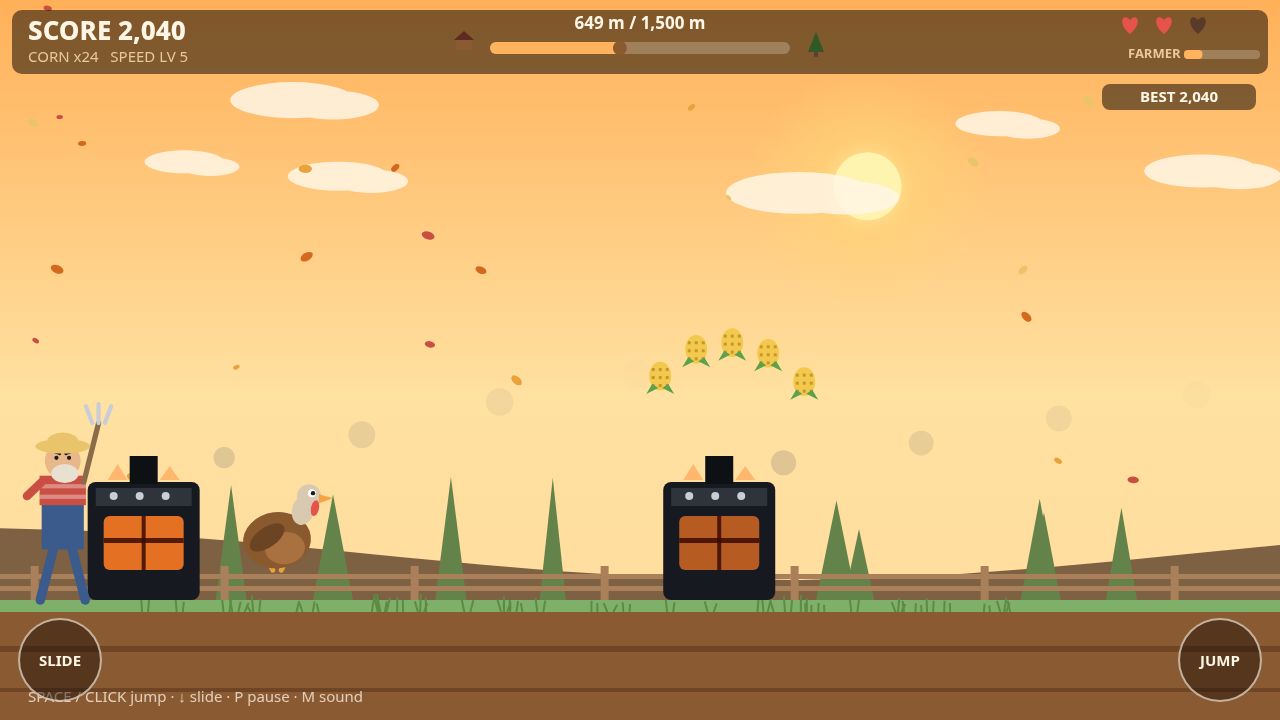 SCORE 2,040
CORN x24 SPEED LV 5
649 m / 1,500 m
FARMER
BEST 2,040
SLIDE
JUMP
SPACE / CLICK jump · ↓ slide · P pause · M sound